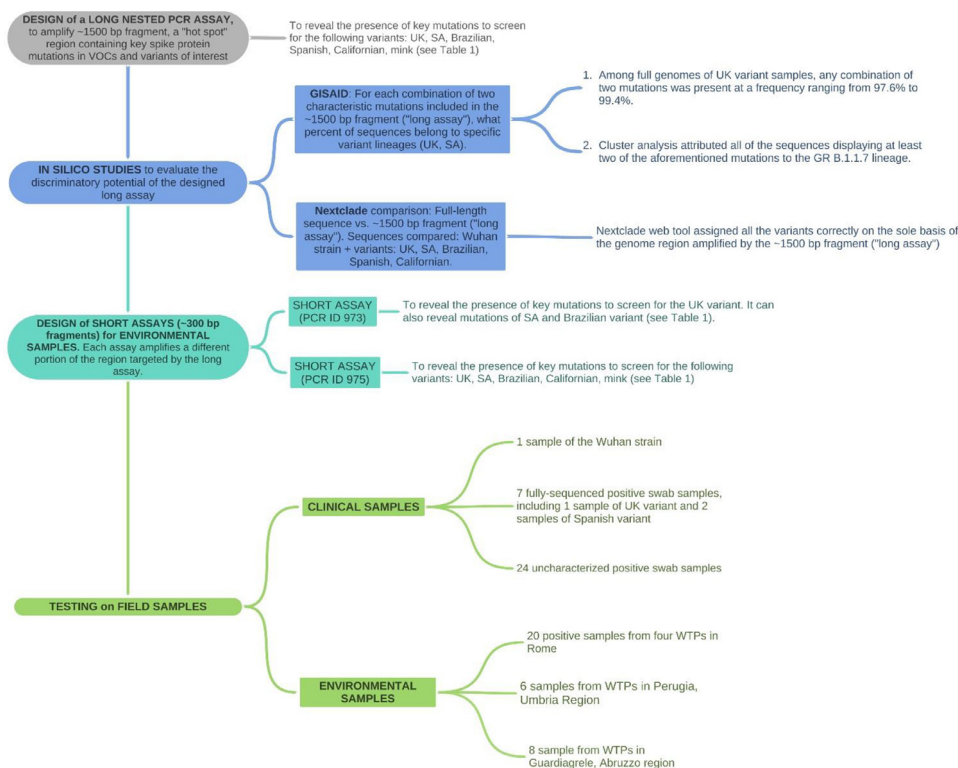 DESIGN of a LONG NESTED PCR ASSAY,
to amplify ~1500 bp fragment, a "hot spot"
region containing key spike protein
mutations in VOCs and variants of interest
To reveal the presence of key mutations to screen
for the following variants: UK, SA, Brazilian,
Spanish, Californian, mink (see Table 1)
IN SILICO STUDIES to evaluate the
discriminatory potential of the designed
long assay
GISAID: For each combination of two
characteristic mutations included in the
~1500 bp fragment ("long assay"), what
percent of sequences belong to specific
variant lineages (UK, SA).
1. Among full genomes of UK variant samples, any combination of
two mutations was present at a frequency ranging from 97.6% to
99.4%.
2. Cluster analysis attributed all of the sequences displaying at least
two of the aforementioned mutations to the GR B.1.1.7 lineage.
Nextclade comparison: Full-length
sequence vs. ~1500 bp fragment ("long
assay"). Sequences compared: Wuhan
strain + variants: UK, SA, Brazilian,
Spanish, Californian.
Nextclade web tool assigned all the variants correctly on the sole basis of
the genome region amplified by the ~1500 bp fragment ("long assay")
DESIGN of SHORT ASSAYS (~300 bp
fragments) for ENVIRONMENTAL
SAMPLES. Each assay amplifies a different
portion of the region targeted by the long
assay.
SHORT ASSAY
(PCR ID 973)
To reveal the presence of key mutations to screen for the UK variant. It can
also reveal mutations of SA and Brazilian variant (see Table 1).
SHORT ASSAY
(PCR ID 975)
To reveal the presence of key mutations to screen for the following
variants: UK, SA, Brazilian, Californian, mink (see Table 1)
TESTING on FIELD SAMPLES
CLINICAL SAMPLES
1 sample of the Wuhan strain
7 fully-sequenced positive swab samples,
including 1 sample of UK variant and 2
samples of Spanish variant
24 uncharacterized positive swab samples
ENVIRONMENTAL
SAMPLES
20 positive samples from four WTPs in
Rome
6 samples from WTPs in Perugia,
Umbria Region
8 sample from WTPs in
Guardiagrele, Abruzzo region